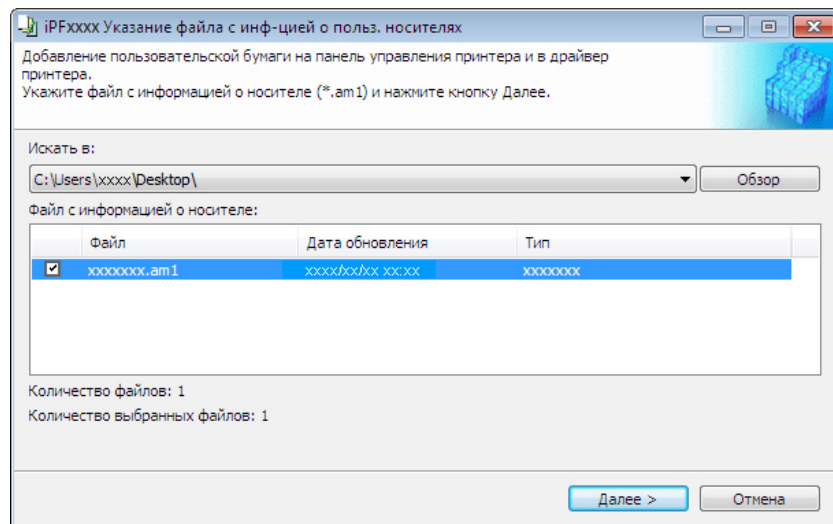 iPFxxxx Указание файла с инф-цией о польз. носителях
Добавление пользовательской бумаги на панель управления принтера и в драйвер
принтера.
Укажите файл с информацией о носителе (*.am1) и нажмите кнопку Далее.
Искать в:
C:\Users\xxxx\Desktop\ Обзор
Файл с информацией о носителе:
Файл Дата обновления Тип
xxxxxxx.am1 xxxx/xx/xx xx:xx xxxxxxx
Количество файлов: 1
Количество выбранных файлов: 1
Далее > Отмена